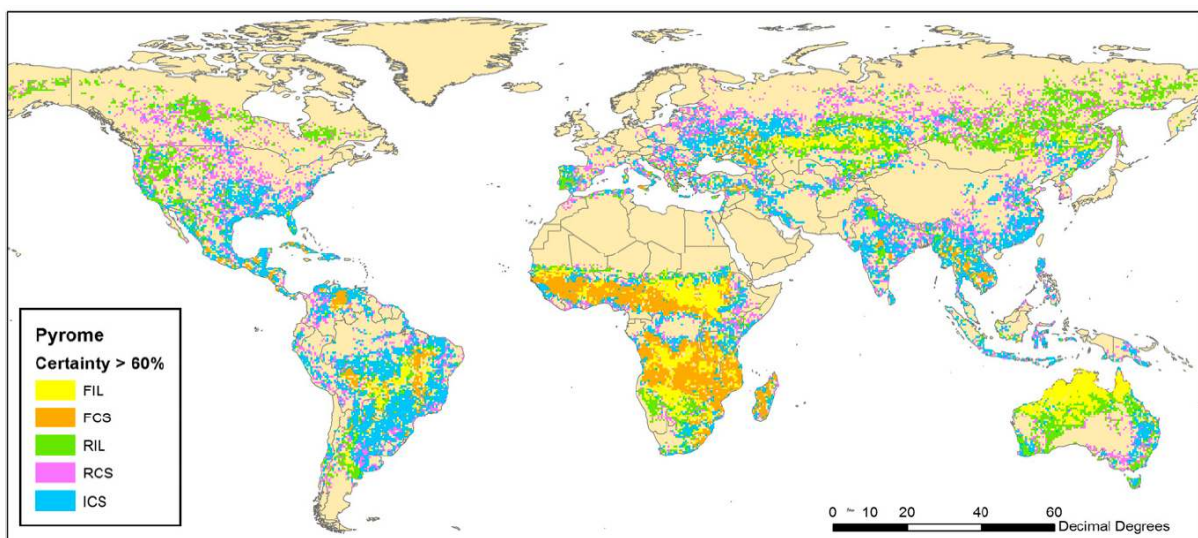 Pyrome
Certainty > 60%
FIL
FCS
RIL
RCS
ICS
0 10 20 40 60
Decimal Degrees